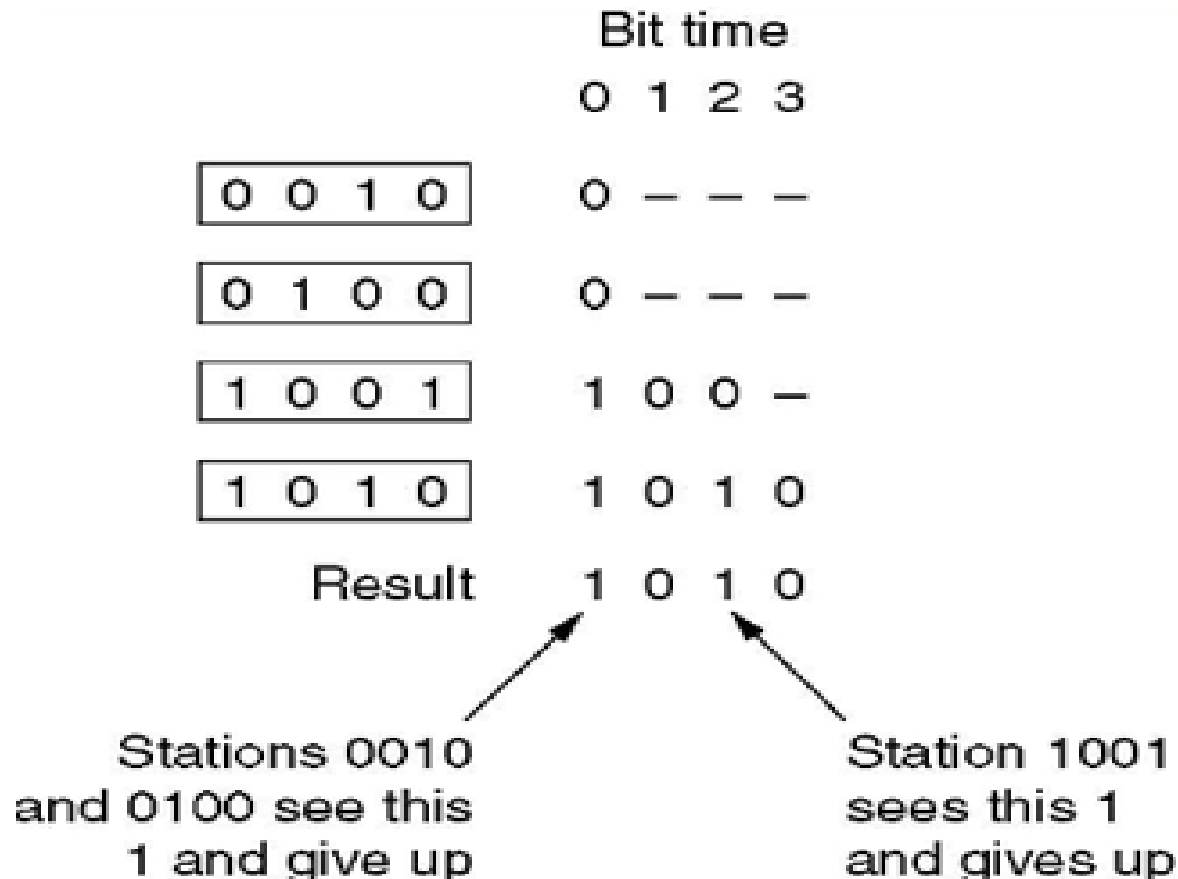 Bit time
0 1 2 3
0 0 1 0 0 – – –
0 1 0 0 0 – – –
1 0 0 1 1 0 0 –
1 0 1 0 1 0 1 0
Result 1 0 1 0
Stations 0010
and 0100 see this
1 and give up
Station 1001
sees this 1
and gives up